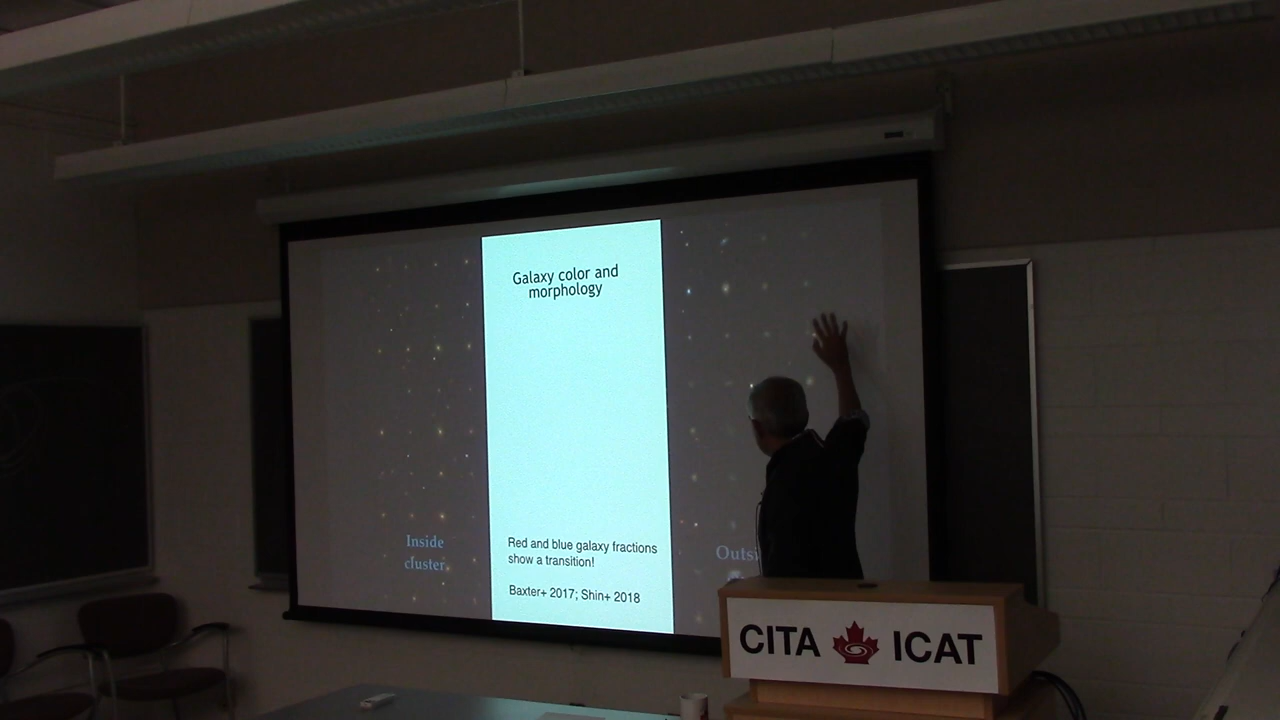 Galaxy color and
morphology
Inside
cluster
Red and blue galaxy fractions
show a transition!
Baxter+ 2017; Shin+ 2018
CITA ICAT